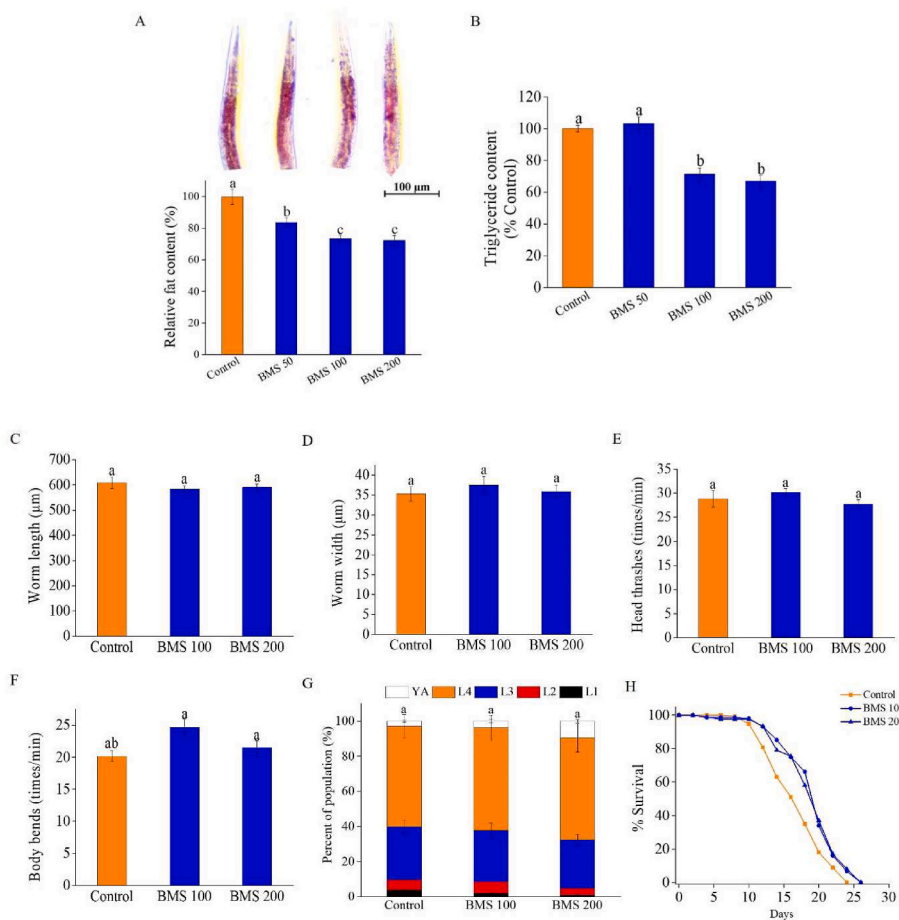 A
100 μm
Relative fat content (%)
100
80
60
40
20
0
a
b
c
c
Control
BMS 50
BMS 100
BMS 200
B
Triglyceride content
(% Control)
120
100
80
60
40
20
0
a
a
b
b
Control
BMS 50
BMS 100
BMS 200
C
Worm length (μm)
700
600
500
400
300
200
100
0
a
a
a
Control
BMS 100
BMS 200
D
Worm width (μm)
40
35
30
25
20
15
10
5
0
a
a
a
Control
BMS 100
BMS 200
E
Head thrashes (times/min)
35
30
25
20
15
10
5
0
a
a
a
Control
BMS 100
BMS 200
F
Body bends (times/min)
25
20
15
10
5
0
ab
a
a
Control
BMS 100
BMS 200
G
YA L4 L3 L2 L1
Percent of population (%)
100
80
60
40
20
0
a
a
a
Control
BMS 100
BMS 200
H
Control
BMS 10
BMS 20
% Survival
100
80
60
40
20
0
0 5 10 15 20 25 30
Days